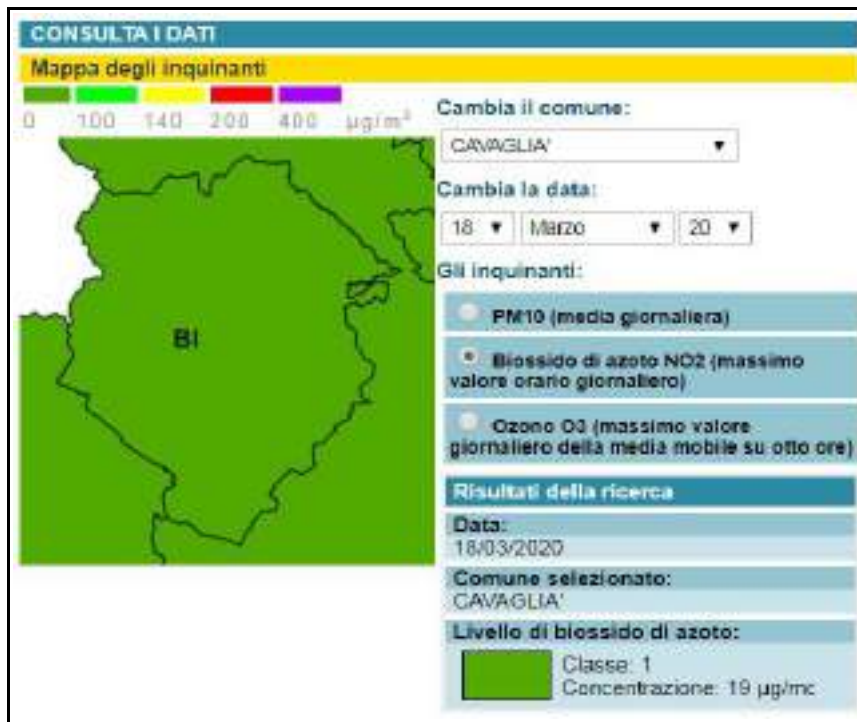 CONSULTA I DATI
Mappa degli inquinanti
0 100 140 200 400 µg/m³
Cambia il comune:
CAVAGLIA'
Cambia la data:
18 Marzo 20
Gli inquinanti:
PM10 (media giornaliera)
Biossido di azoto NO2 (massimo
valore orario giornaliero)
Ozono O3 (massimo valore
giornaliero della media mobile su otto ore)
BI
Risultati della ricerca
Data:
18/03/2020
Comune selezionato:
CAVAGLIA'
Livello di biossido di azoto:
Classe: 1
Concentrazione: 19 µg/mc